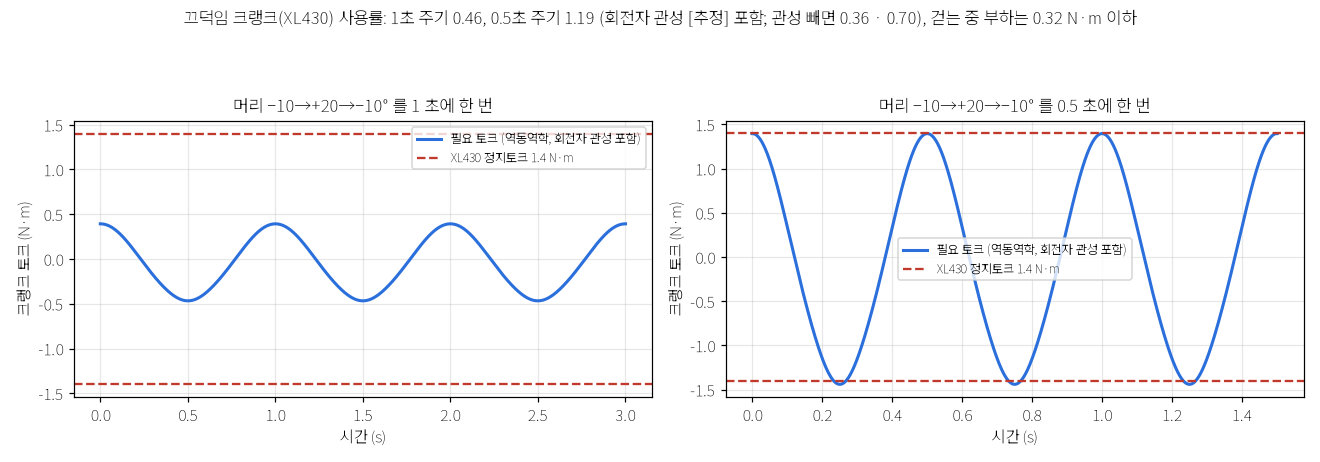 끄덕임 크랭크(XL430) 사용률: 1초 주기 0.46, 0.5초 주기 1.19 (회전자 관성 [추정] 포함; 관성 빼면 0.36 · 0.70), 걷는 중 부하는 0.32 N·m 이하
머리 −10→+20→−10° 를 1 초에 한 번
크랭크 토크 (N·m)
1.5
1.0
0.5
0.0
-0.5
-1.0
-1.5
필요 토크 (역동역학, 회전자 관성 포함)
XL430 정지토크 1.4 N·m
0.0 0.5 1.0 1.5 2.0 2.5 3.0
시간 (s)
머리 −10→+20→−10° 를 0.5 초에 한 번
크랭크 토크 (N·m)
1.5
1.0
0.5
0.0
-0.5
-1.0
-1.5
필요 토크 (역동역학, 회전자 관성 포함)
XL430 정지토크 1.4 N·m
0.0 0.2 0.4 0.6 0.8 1.0 1.2 1.4
시간 (s)